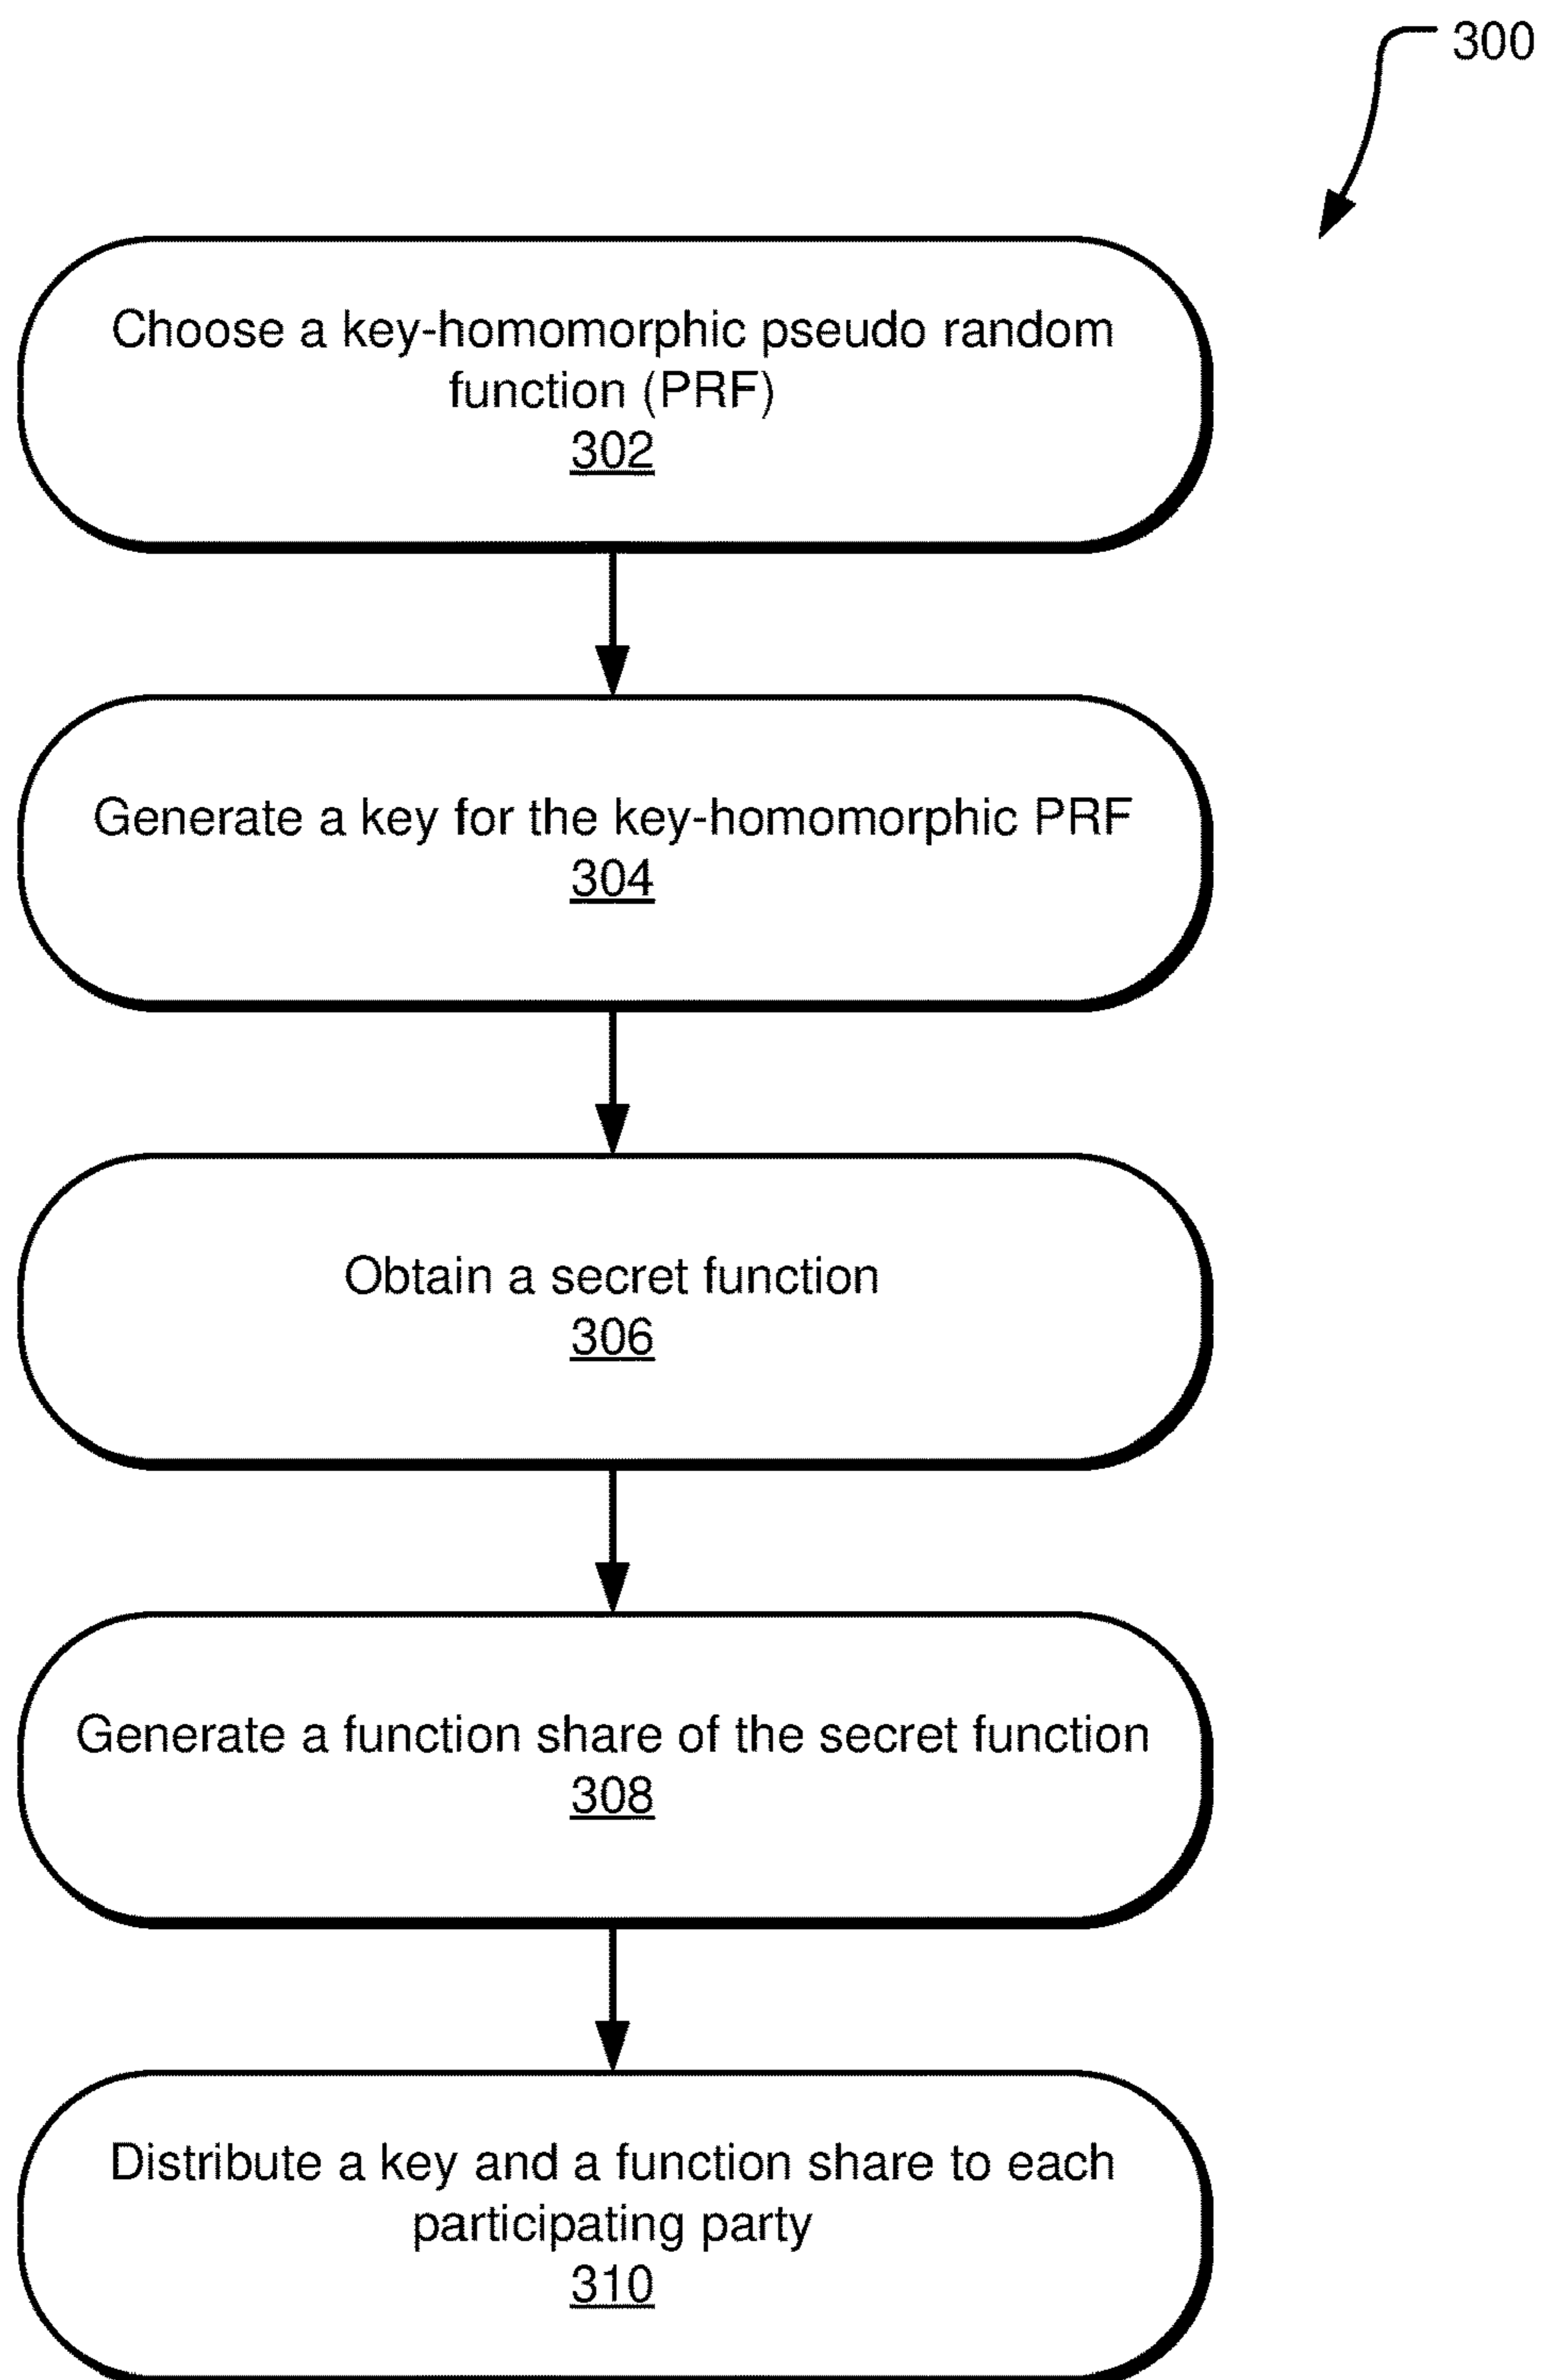 300
Choose a key-homomorphic pseudo random
function (PRF)
302
Generate a key for the key-homomorphic PRF
304
Obtain a secret function
306
Generate a function share of the secret function
308
Distribute a key and a function share to each
participating party
310